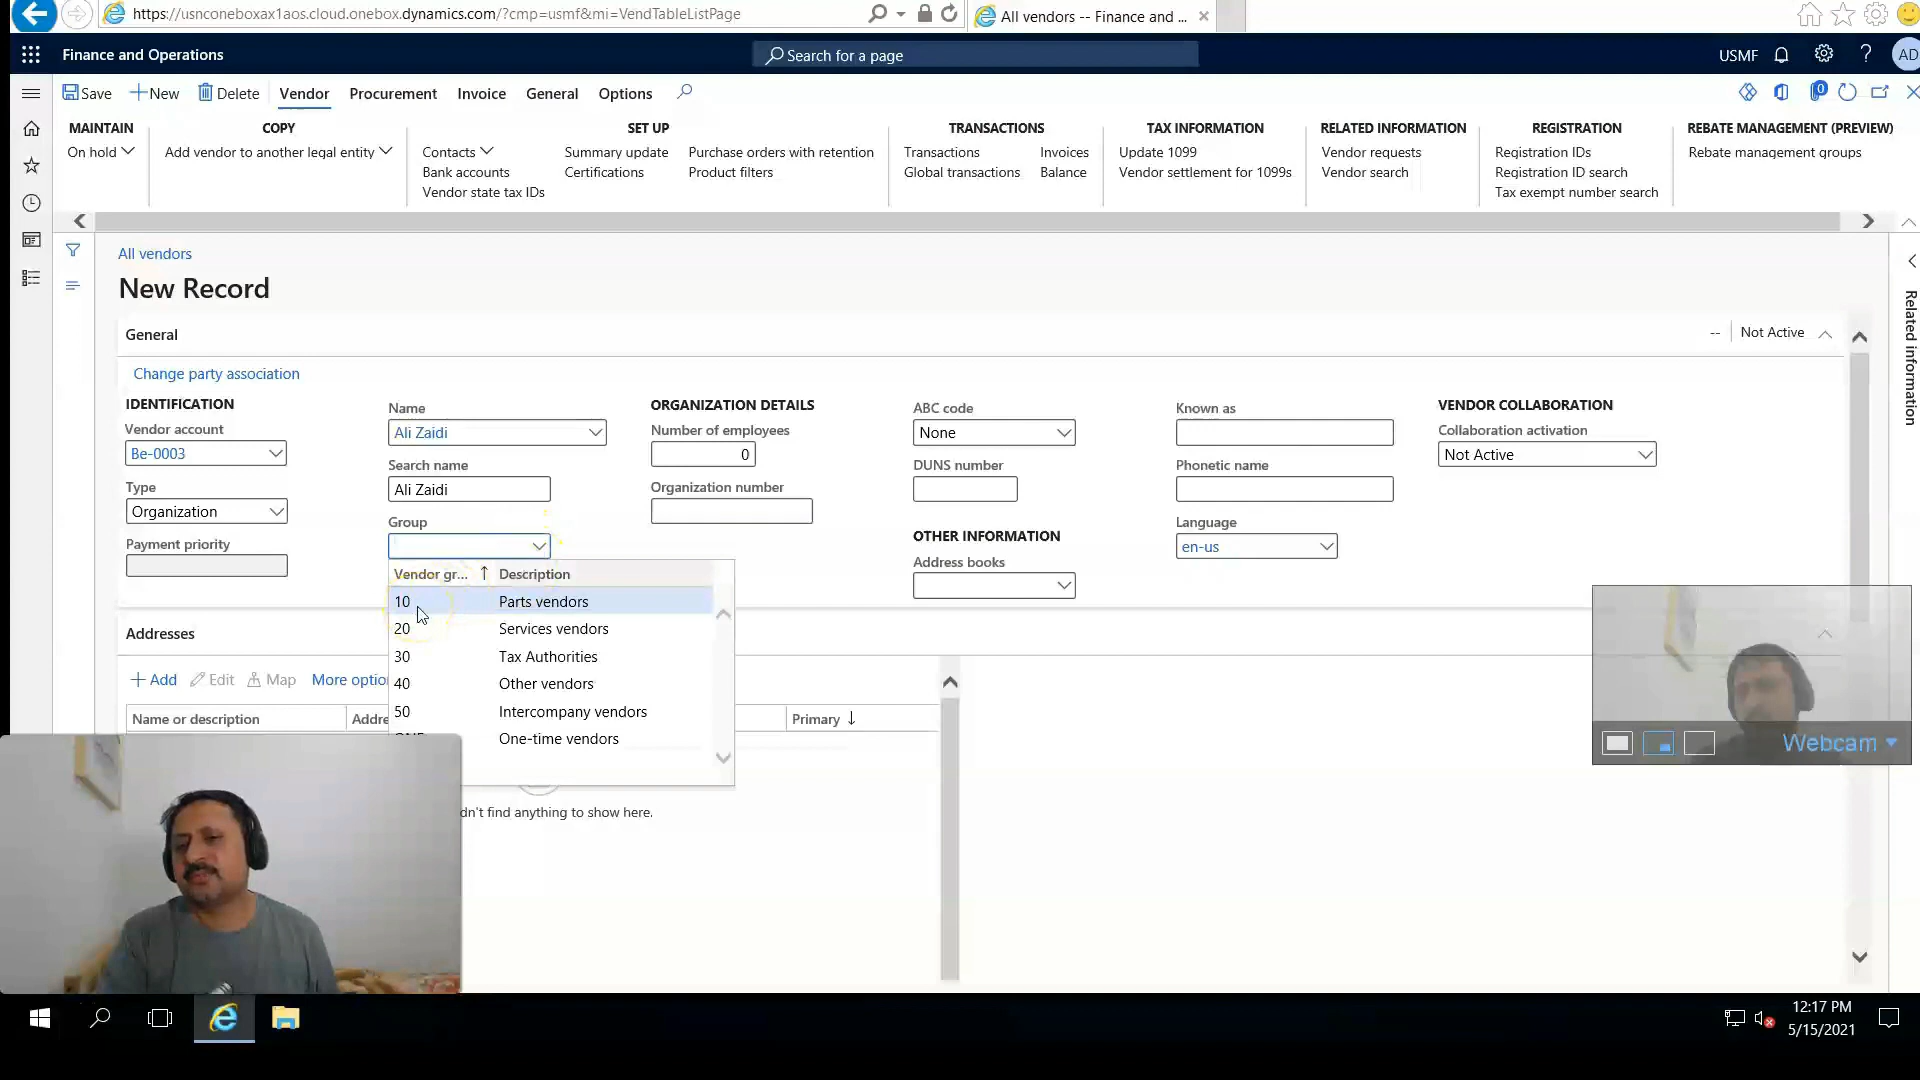 https://usnconeboxax1aos.cloud.onebox.dynamics.com/?cmp=usmf&mi=VendTableListPage
All vendors -- Finance and ...
Finance and Operations
Search for a page
USMF
AD
Save
New
Delete
Vendor
Procurement
Invoice
General
Options
0
MAINTAIN
On hold
COPY
Add vendor to another legal entity
SET UP
Contacts
Bank accounts
Vendor state tax IDs
Summary update
Certifications
Purchase orders with retention
Product filters
TRANSACTIONS
Transactions
Global transactions
Invoices
Balance
TAX INFORMATION
Update 1099
Vendor settlement for 1099s
RELATED INFORMATION
Vendor requests
Vendor search
REGISTRATION
Registration IDs
Registration ID search
Tax exempt number search
REBATE MANAGEMENT (PREVIEW)
Rebate management groups
All vendors
New Record
General
-- Not Active
Change party association
IDENTIFICATION
Vendor account
Be-0003
Type
Organization
Payment priority
Name
Ali Zaidi
Search name
Ali Zaidi
Group
Vendor gr... Description
10 Parts vendors
20 Services vendors
30 Tax Authorities
40 Other vendors
50 Intercompany vendors
One-time vendors
ORGANIZATION DETAILS
Number of employees
0
Organization number
ABC code
None
DUNS number
OTHER INFORMATION
Address books
Known as
Phonetic name
Language
en-us
VENDOR COLLABORATION
Collaboration activation
Not Active
Related information
Addresses
Add
Edit
Map
More optio
Name or description
Addre
Primary
dn't find anything to show here.
Webcam
12:17 PM
5/15/2021